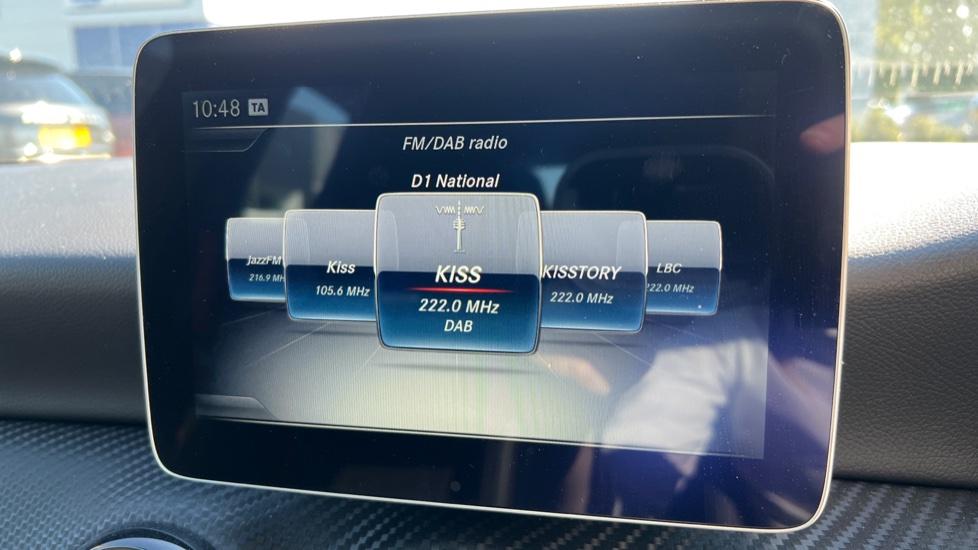 10:48 TA
FM/DAB radio
D1 National
JazzFM
216.9 MH
Kiss
105.6 MHz
KISS
222.0 MHz
DAB
KISSTORY
222.0 MHz
LBC
222.0 MHz